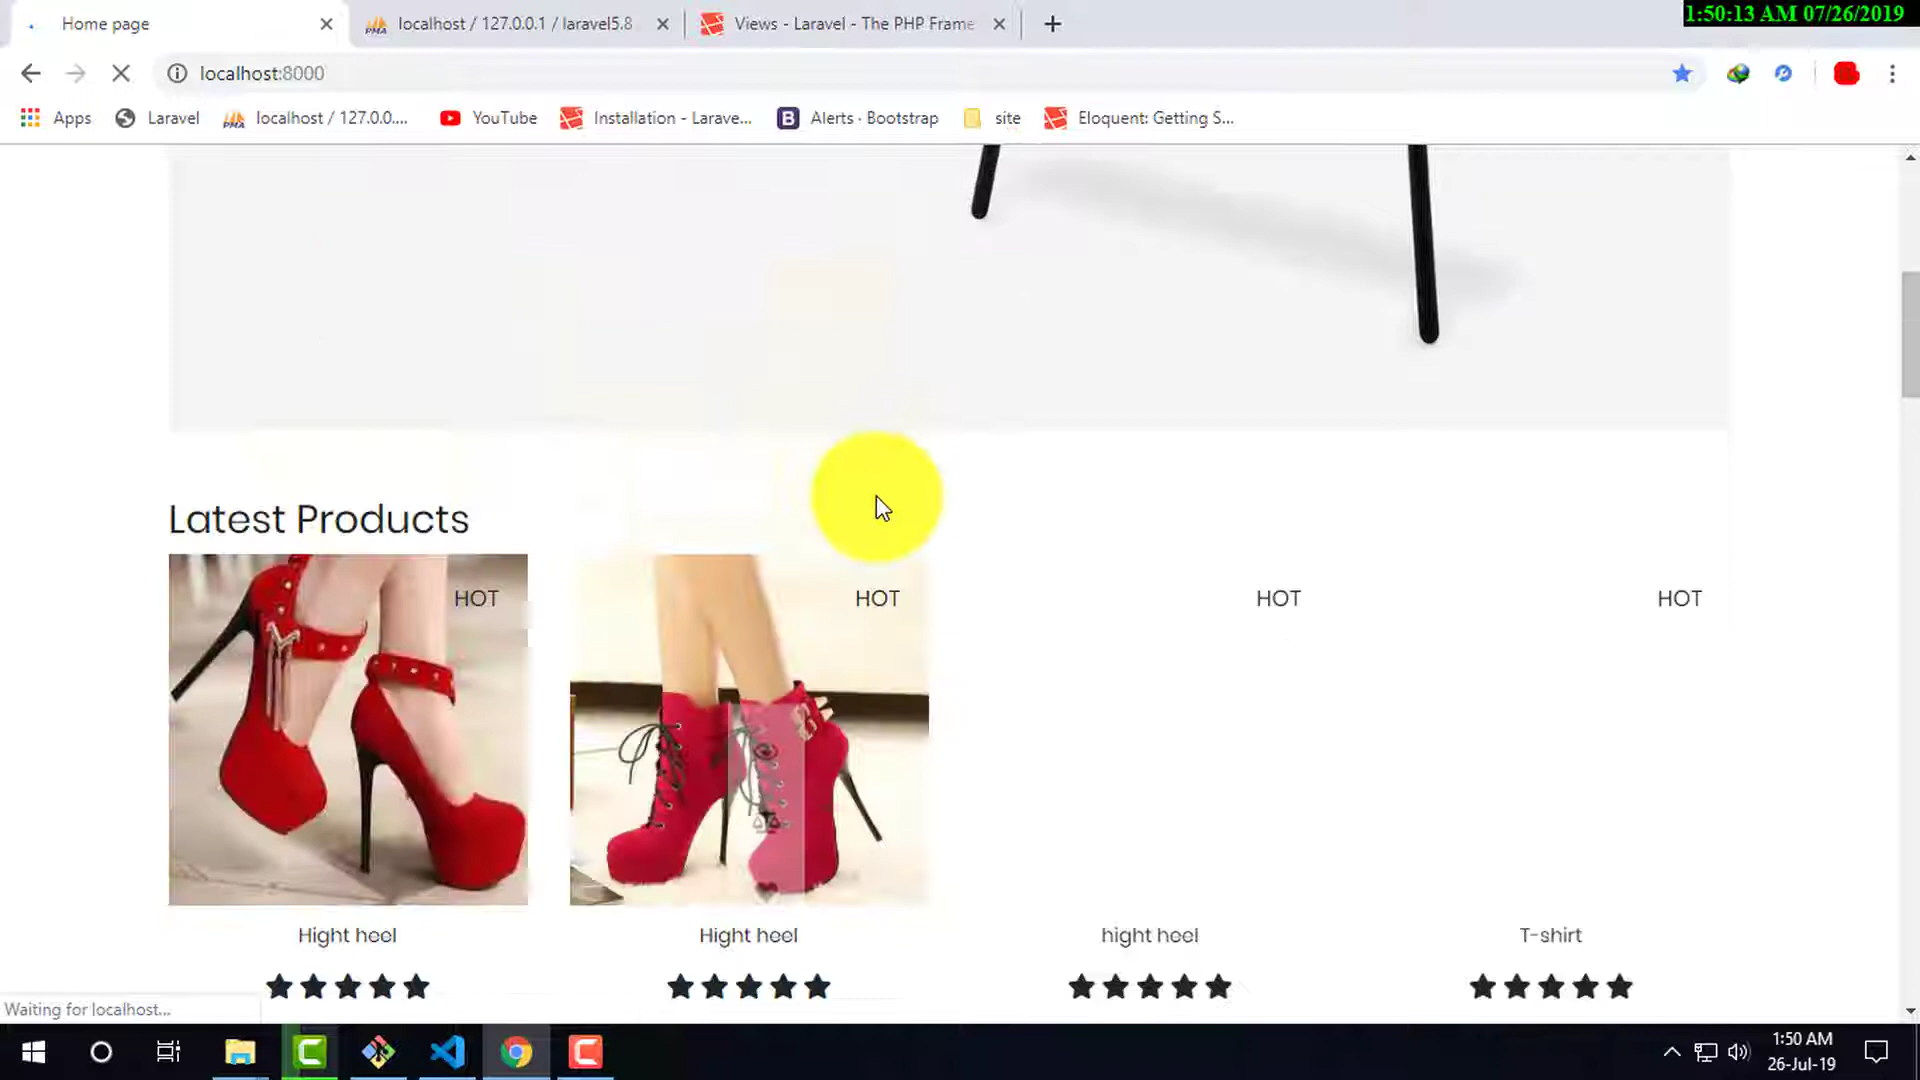 1:50:13 AM 07/26/2019
Home page
localhost / 127.0.0.1 / laravel5.8
Views - Laravel - The PHP Frame
localhost:8000
Apps
Laravel
localhost / 127.0.0....
YouTube
Installation - Larave...
Alerts · Bootstrap
site
Eloquent: Getting S...
Latest Products
HOT
HOT
HOT
HOT
Hight heel
Hight heel
hight heel
T-shirt
Waiting for localhost...
1:50 AM
26-Jul-19